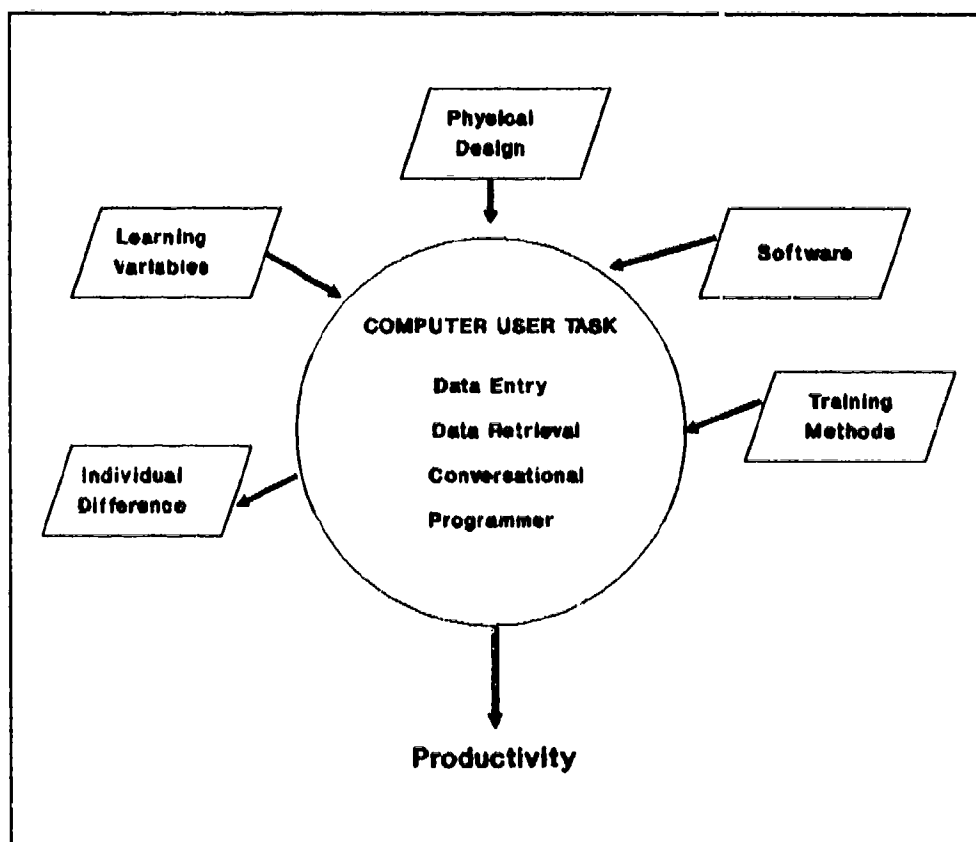 Physical
Design
Learning
Variables
Software
COMPUTER USER TASK
Data Entry
Data Retrieval
Conversational
Programmer
Training
Methods
Individual
Difference
Productivity